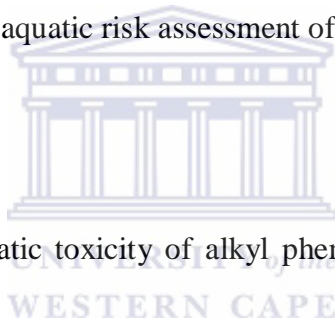 aquatic risk assessment of
atic toxicity of alkyl phen
UNIVERSITY of the
WESTERN CAPE